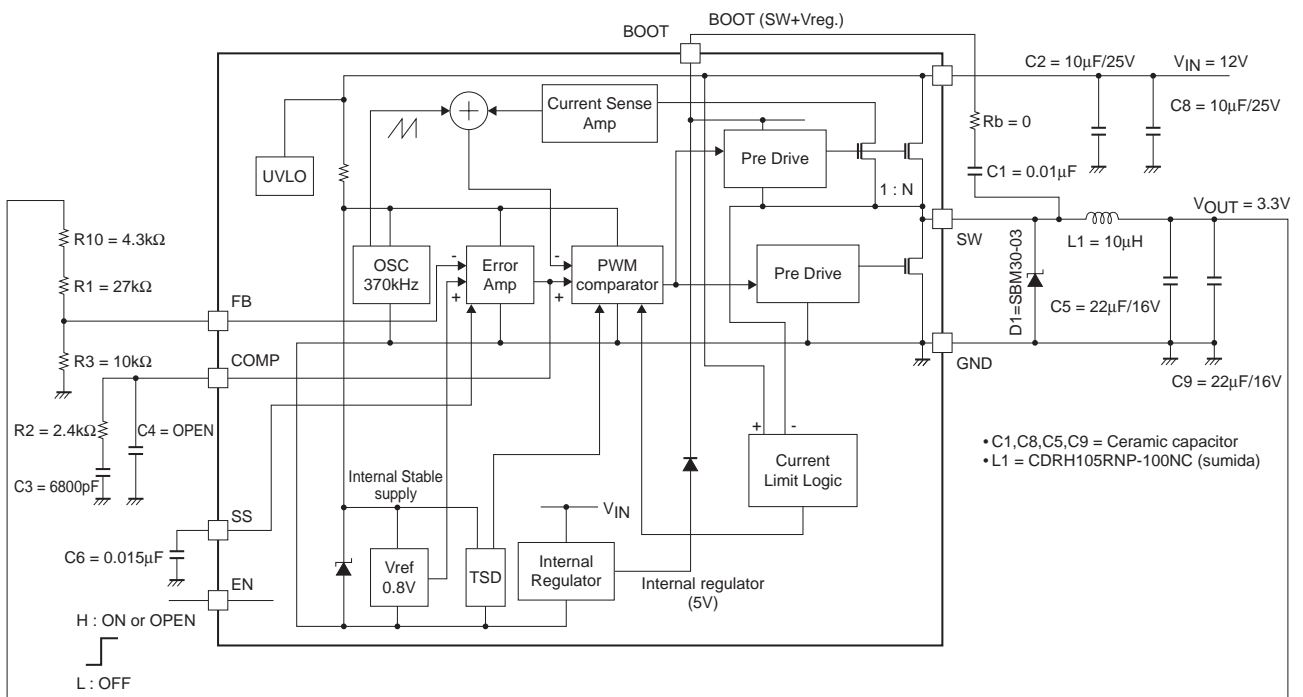 BOOT
BOOT (SW+Vreg.)
C2 = 10μF/25V
VIN = 12V
C8 = 10μF/25V
Current Sense
Amp
+
Rb = 0
UVLO
Pre Drive
C1 = 0.01μF
1 : N
VOUT = 3.3V
R10 = 4.3kΩ
SW
L1 = 10μH
R1 = 27kΩ
OSC
370kHz
-
+
Error
Amp
-
+
PWM
comparator
Pre Drive
D1=SBM30-03
C5 = 22μF/16V
FB
R3 = 10kΩ
COMP
GND
C9 = 22μF/16V
R2 = 2.4kΩ
C4 = OPEN
+
-
Current
Limit Logic
• C1,C8,C5,C9 = Ceramic capacitor
• L1 = CDRH105RNP-100NC (sumida)
C3 = 6800pF
Internal Stable
supply
SS
VIN
C6 = 0.015μF
Vref
0.8V
TSD
Internal
Regulator
Internal regulator
(5V)
EN
H : ON or OPEN
L : OFF